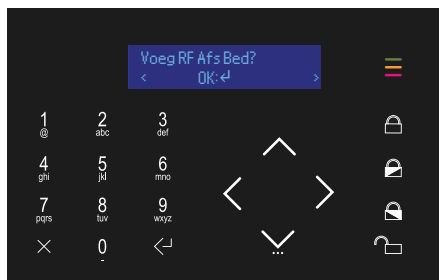 Voeg RF Afs Bed?
< OK:↵ >
1 2 3
@ abc def
4 5 6
ghi jkl mno
7 8 9
pqrs tuv wxyz
0
-
...